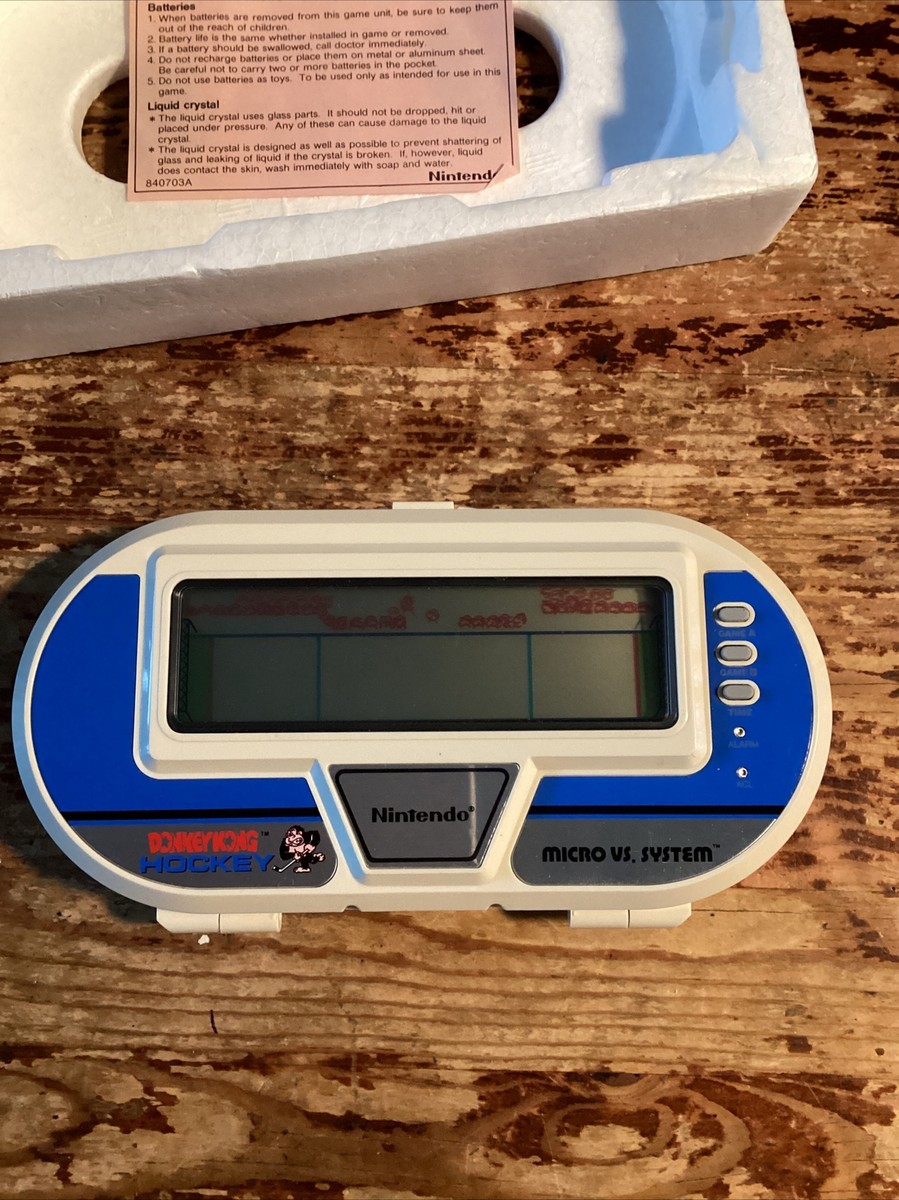 Batteries
1. When batteries are removed from this game unit, be sure to keep them
out of the reach of children.
2. Battery life is the same whether installed in game or removed.
3. If a battery should be swallowed, call doctor immediately.
4. Do not recharge batteries or place them on metal or aluminum sheet.
Be careful not to carry two or more batteries in the pocket.
5. Do not use batteries as toys. To be used only as intended for use in this
game.
Liquid crystal
* The liquid crystal uses glass parts. It should not be dropped, hit or
placed under pressure. Any of these can cause damage to the liquid
crystal.
* The liquid crystal is designed as well as possible to prevent shattering of
glass and leaking of liquid if the crystal is broken. If, however, liquid
does contact the skin, wash immediately with soap and water.
840703A
Nintend
GAME A
GAME B
TIME
ALARM
ACL
Nintendo®
DONKEY KONG™
HOCKEY
MICRO VS. SYSTEM™